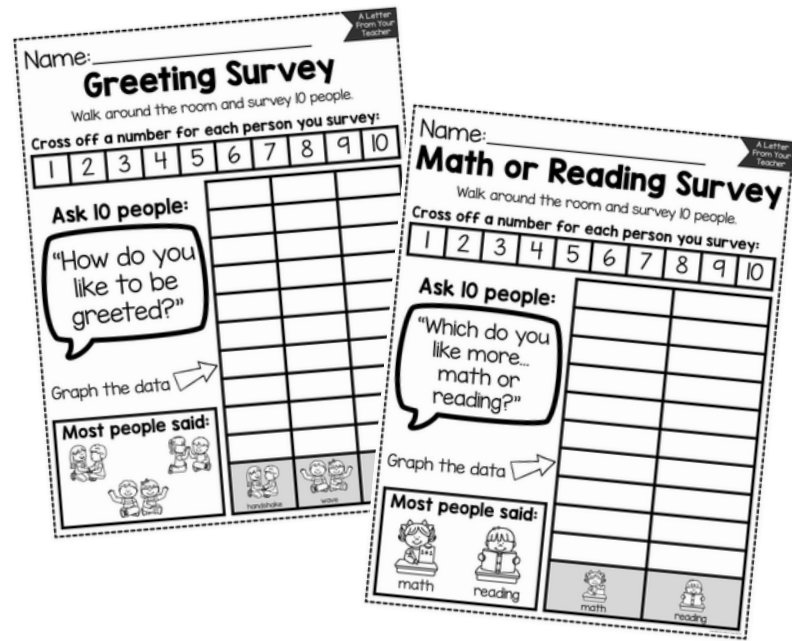 A Letter
From Your
Teacher
Name:
Greeting Survey
Walk around the room and survey 10 people.
Cross off a number for each person you survey:
1 2 3 4 5 6 7 8 9 10
Ask 10 people:
"How do you
like to be
greeted?"
Graph the data
Most people said:
handshake
wave
A Letter
From Your
Teacher
Name:
Math or Reading Survey
Walk around the room and survey 10 people.
Cross off a number for each person you survey:
1 2 3 4 5 6 7 8 9 10
Ask 10 people:
"Which do you
like more...
math or
reading?"
Graph the data
Most people said:
math reading
math reading